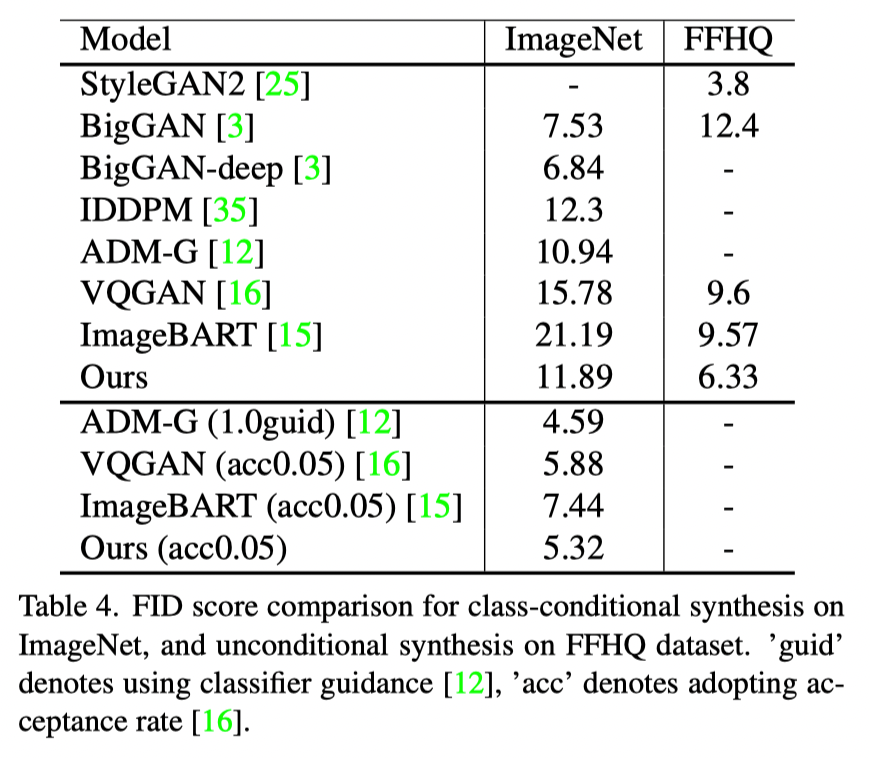 Model ImageNet FFHQ
StyleGAN2 [25] - 3.8
BigGAN [3] 7.53 12.4
BigGAN-deep [3] 6.84 -
IDDPM [35] 12.3 -
ADM-G [12] 10.94 -
VQGAN [16] 15.78 9.6
ImageBART [15] 21.19 9.57
Ours 11.89 6.33
ADM-G (1.0guid) [12] 4.59 -
VQGAN (acc0.05) [16] 5.88 -
ImageBART (acc0.05) [15] 7.44 -
Ours (acc0.05) 5.32 -
Table 4. FID score comparison for class-conditional synthesis on
ImageNet, and unconditional synthesis on FFHQ dataset. ’guid’
denotes using classifier guidance [12], ’acc’ denotes adopting ac-
ceptance rate [16].